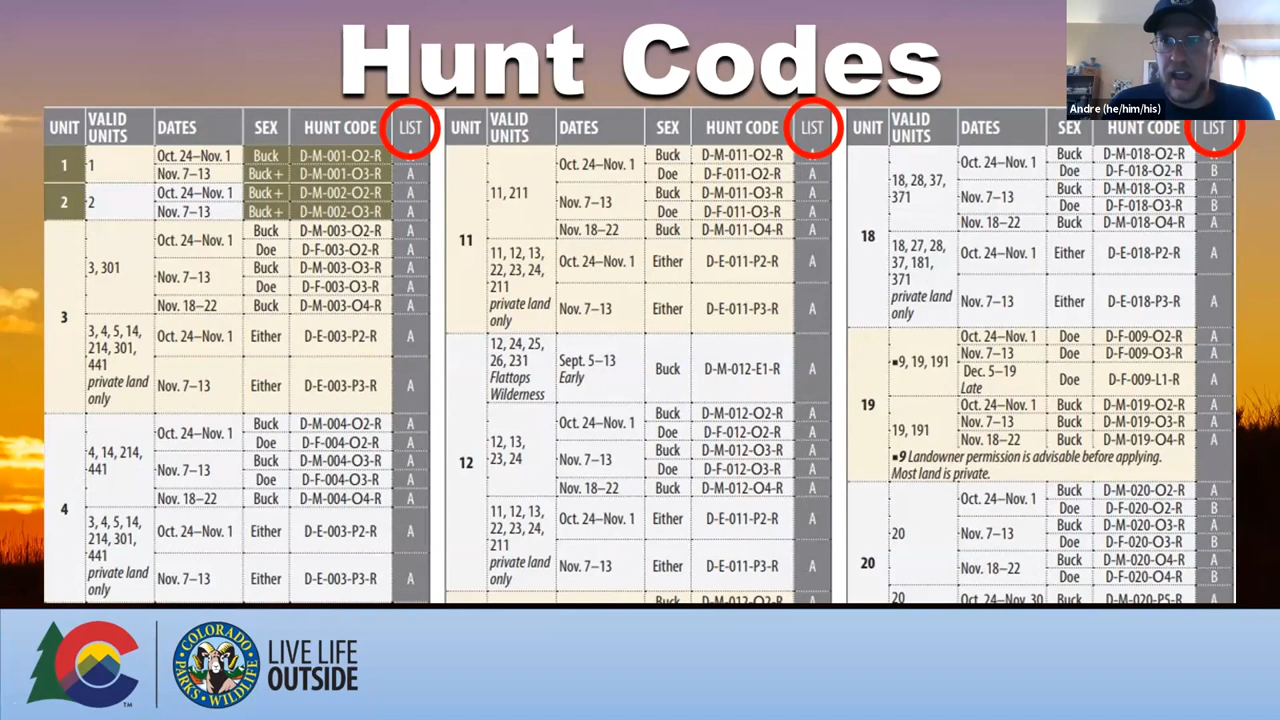 Hunt Codes
Andre (he/him/his)
UNIT VALID UNITS DATES SEX HUNT CODE LIST
1 1 Oct. 24–Nov. 1 Buck D-M-001-O2-R
Nov. 7–13 Buck + D-M-001-O3-R A
2 2 Oct. 24–Nov. 1 Buck + D-M-002-O2-R A
Nov. 7–13 Buck + D-M-002-O3-R A
3 3, 301 Oct. 24–Nov. 1 Buck D-M-003-O2-R A
Doe D-F-003-O2-R A
Nov. 7–13 Buck D-M-003-O3-R A
Doe D-F-003-O3-R A
Nov. 18–22 Buck D-M-003-O4-R A
3, 4, 5, 14,
214, 301,
441
private land
only
Oct. 24–Nov. 1 Either D-E-003-P2-R A
Nov. 7–13 Either D-E-003-P3-R A
4 4, 14, 214,
441
Oct. 24–Nov. 1 Buck D-M-004-O2-R A
Doe D-F-004-O2-R A
Nov. 7–13 Buck D-M-004-O3-R A
Doe D-F-004-O3-R A
Nov. 18–22 Buck D-M-004-O4-R A
3, 4, 5, 14,
214, 301,
441
private land
only
Oct. 24–Nov. 1 Either D-E-003-P2-R A
Nov. 7–13 Either D-E-003-P3-R A
UNIT VALID UNITS DATES SEX HUNT CODE LIST
11 11, 211 Oct. 24–Nov. 1 Buck D-M-011-O2-R
Doe D-F-011-O2-R A
Nov. 7–13 Buck D-M-011-O3-R A
Doe D-F-011-O3-R A
Nov. 18–22 Buck D-M-011-O4-R A
11, 12, 13,
22, 23, 24,
211
private land
only
Oct. 24–Nov. 1 Either D-E-011-P2-R A
Nov. 7–13 Either D-E-011-P3-R A
12 12, 24, 25,
26, 231
Flattops
Wilderness
Sept. 5–13
Early
Buck D-M-012-E1-R A
12, 13,
23, 24
Oct. 24–Nov. 1 Buck D-M-012-O2-R A
Doe D-F-012-O2-R A
Nov. 7–13 Buck D-M-012-O3-R A
Doe D-F-012-O3-R A
Nov. 18–22 Buck D-M-012-O4-R A
11, 12, 13,
22, 23, 24,
211
private land
only
Oct. 24–Nov. 1 Either D-E-011-P2-R A
Nov. 7–13 Either D-E-011-P3-R A
Buck D-M-012-O2-R A
UNIT VALID UNITS DATES SEX HUNT CODE LIST
18 18, 28, 37,
371
Oct. 24–Nov. 1 Buck D-M-018-O2-R
Doe D-F-018-O2-R B
Nov. 7–13 Buck D-M-018-O3-R A
Doe D-F-018-O3-R B
Nov. 18–22 Buck D-M-018-O4-R A
18, 27, 28,
37, 181,
371
private land
only
Oct. 24–Nov. 1 Either D-E-018-P2-R A
Nov. 7–13 Either D-E-018-P3-R A
19 ■9, 19, 191 Oct. 24–Nov. 1 Doe D-F-009-O2-R A
Nov. 7–13 Doe D-F-009-O3-R A
Dec. 5–19
Late
Doe D-F-009-L1-R A
19, 191 Oct. 24–Nov. 1 Buck D-M-019-O2-R A
Nov. 7–13 Buck D-M-019-O3-R A
Nov. 18–22 Buck D-M-019-O4-R A
■9 Landowner permission is advisable before applying.
Most land is private.
20 20 Oct. 24–Nov. 1 Buck D-M-020-O2-R A
Doe D-F-020-O2-R B
Nov. 7–13 Buck D-M-020-O3-R A
Doe D-F-020-O3-R B
Nov. 18–22 Buck D-M-020-O4-R A
Doe D-F-020-O4-R B
20 Oct. 24–Nov. 30 Buck D-M-020-P5-R A
COLORADO
PARKS WILDLIFE
LIVE LIFE
OUTSIDE
TM